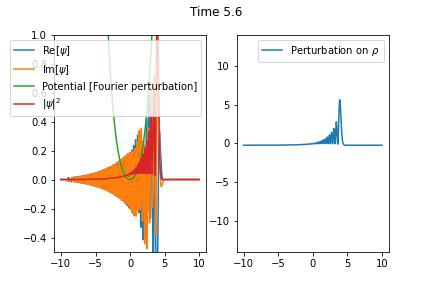 Time 5.6
1.0
0.8
0.6
0.4
0.2
0.0
−0.2
−0.4
Re[ψ]
Im[ψ]
Potential [Fourier perturbation]
|ψ|²
−10 −5 0 5 10
Perturbation on ρ
10
5
0
−5
−10
−10 −5 0 5 10